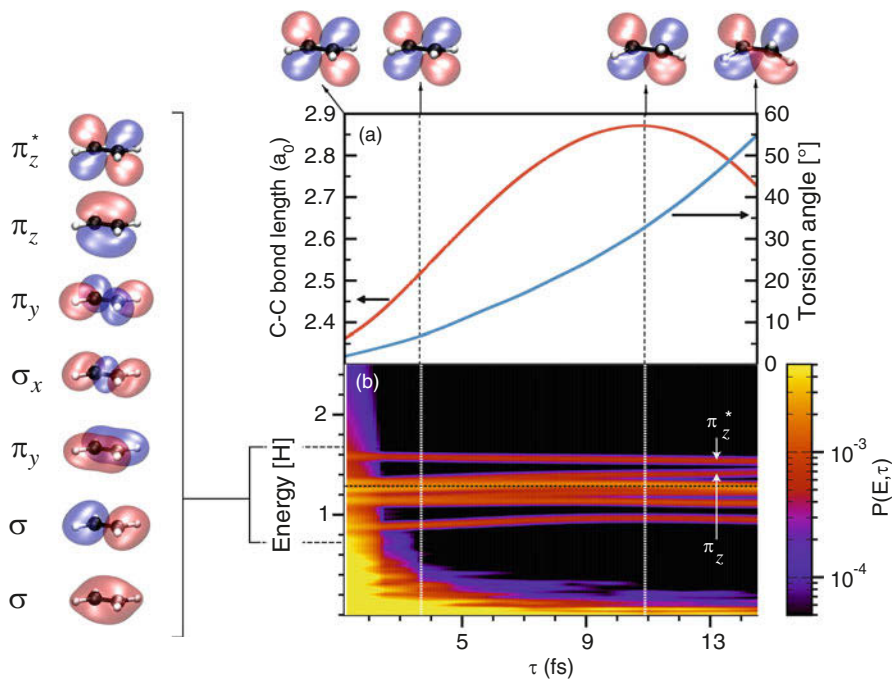 π*z
πz
πy
σx
πy
σ
σ
(a)
C-C bond length (a0)
2.9
2.8
2.7
2.6
2.5
2.4
Torsion angle [°]
60
50
40
30
20
10
0
(b)
Energy [H]
2
1
π*z
πz
5
9
13
τ (fs)
P(E,τ)
10-3
10-4